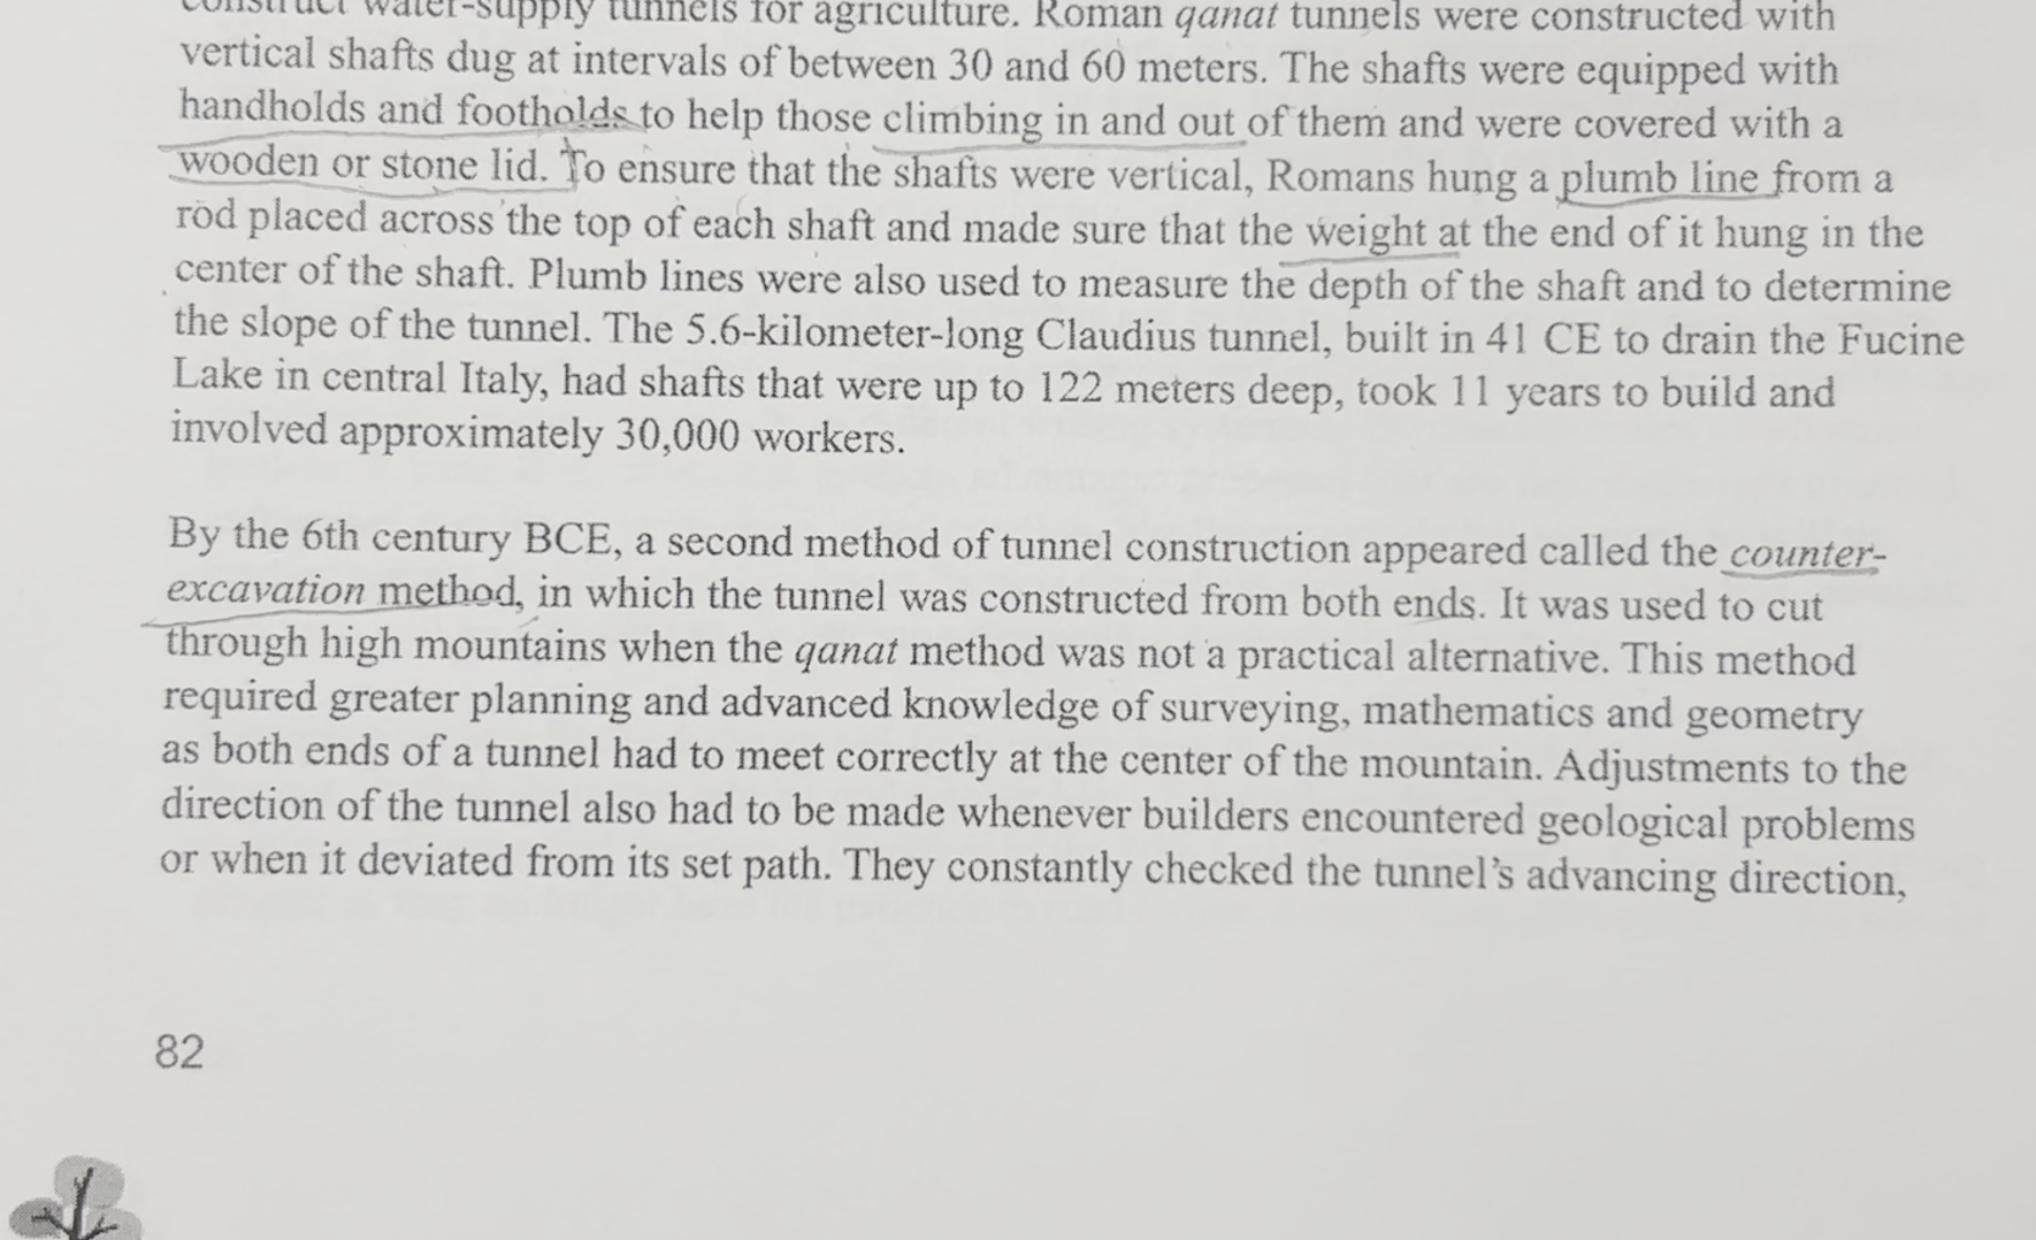 construct water-supply tunnels for agriculture. Roman qanat tunnels were constructed with
vertical shafts dug at intervals of between 30 and 60 meters. The shafts were equipped with
handholds and footholds to help those climbing in and out of them and were covered with a
wooden or stone lid. To ensure that the shafts were vertical, Romans hung a plumb line from a
rod placed across the top of each shaft and made sure that the weight at the end of it hung in the
center of the shaft. Plumb lines were also used to measure the depth of the shaft and to determine
the slope of the tunnel. The 5.6-kilometer-long Claudius tunnel, built in 41 CE to drain the Fucine
Lake in central Italy, had shafts that were up to 122 meters deep, took 11 years to build and
involved approximately 30,000 workers.
By the 6th century BCE, a second method of tunnel construction appeared called the counter-
excavation method, in which the tunnel was constructed from both ends. It was used to cut
through high mountains when the qanat method was not a practical alternative. This method
required greater planning and advanced knowledge of surveying, mathematics and geometry
as both ends of a tunnel had to meet correctly at the center of the mountain. Adjustments to the
direction of the tunnel also had to be made whenever builders encountered geological problems
or when it deviated from its set path. They constantly checked the tunnel's advancing direction,
82